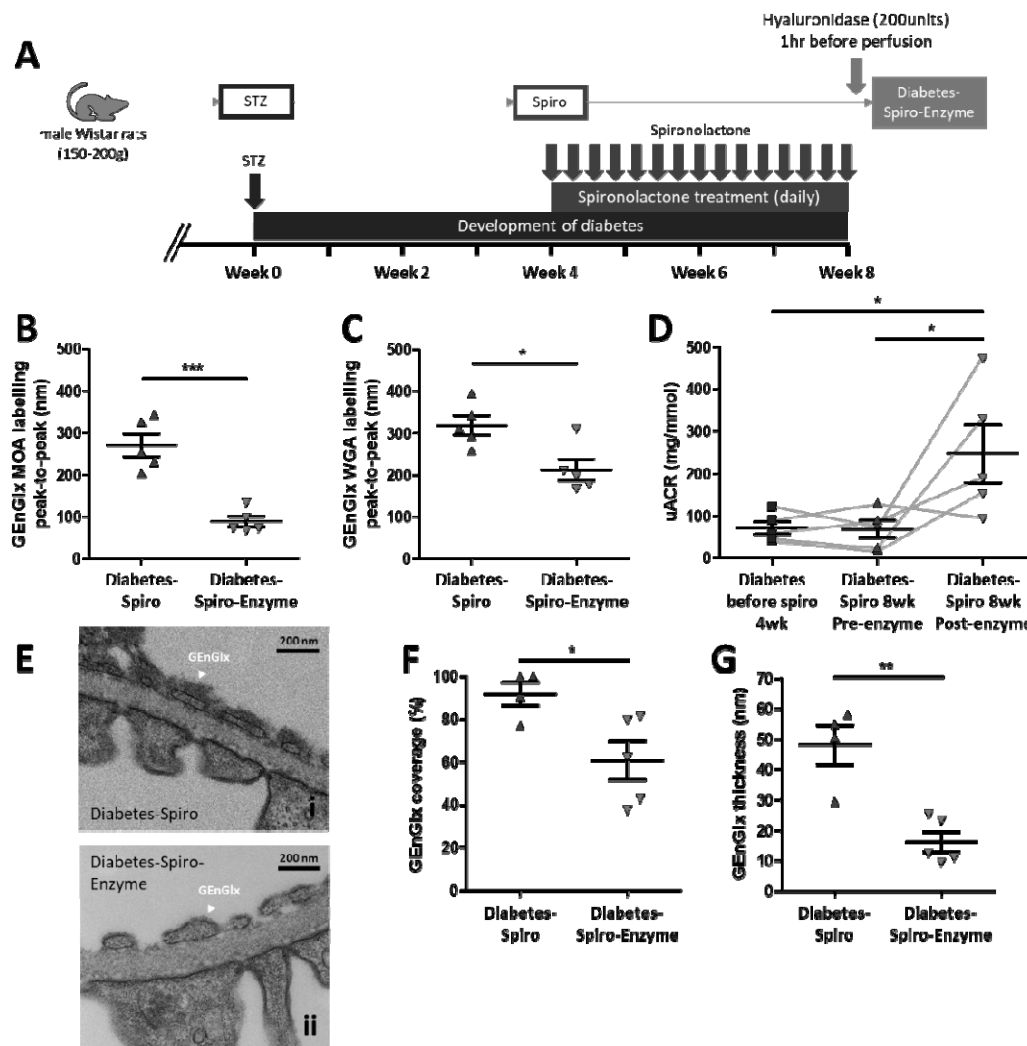 Hyaluronidase (200units)
1hr before perfusion
A
STZ
Spiro
Diabetes-
Spiro-Enzyme
male Wistar rats
(150-200g)
STZ
Spironolactone
Spironolactone treatment (daily)
Development of diabetes
Week 0
Week 2
Week 4
Week 6
Week 8
B
GEnGlx MOA labelling
peak-to-peak (nm)
500
400
300
200
100
0
***
Diabetes-
Spiro
Diabetes-
Spiro-Enzyme
C
GEnGlx WGA labelling
peak-to-peak (nm)
500
400
300
200
100
0
*
Diabetes-
Spiro
Diabetes-
Spiro-Enzyme
D
uACR (mg/mmol)
500
400
300
200
100
0
*
*
Diabetes
before spiro
4wk
Diabetes-
Spiro 8wk
Pre-enzyme
Diabetes-
Spiro 8wk
Post-enzyme
E
200 nm
GEnGlx
Diabetes-Spiro
i
Diabetes-Spiro-
Enzyme
200 nm
GEnGlx
ii
F
GEnGlx coverage (%)
100
80
60
40
20
0
*
Diabetes-
Spiro
Diabetes-
Spiro-Enzyme
G
GEnGlx thickness (nm)
70
60
50
40
30
20
10
0
**
Diabetes-
Spiro
Diabetes-
Spiro-Enzyme